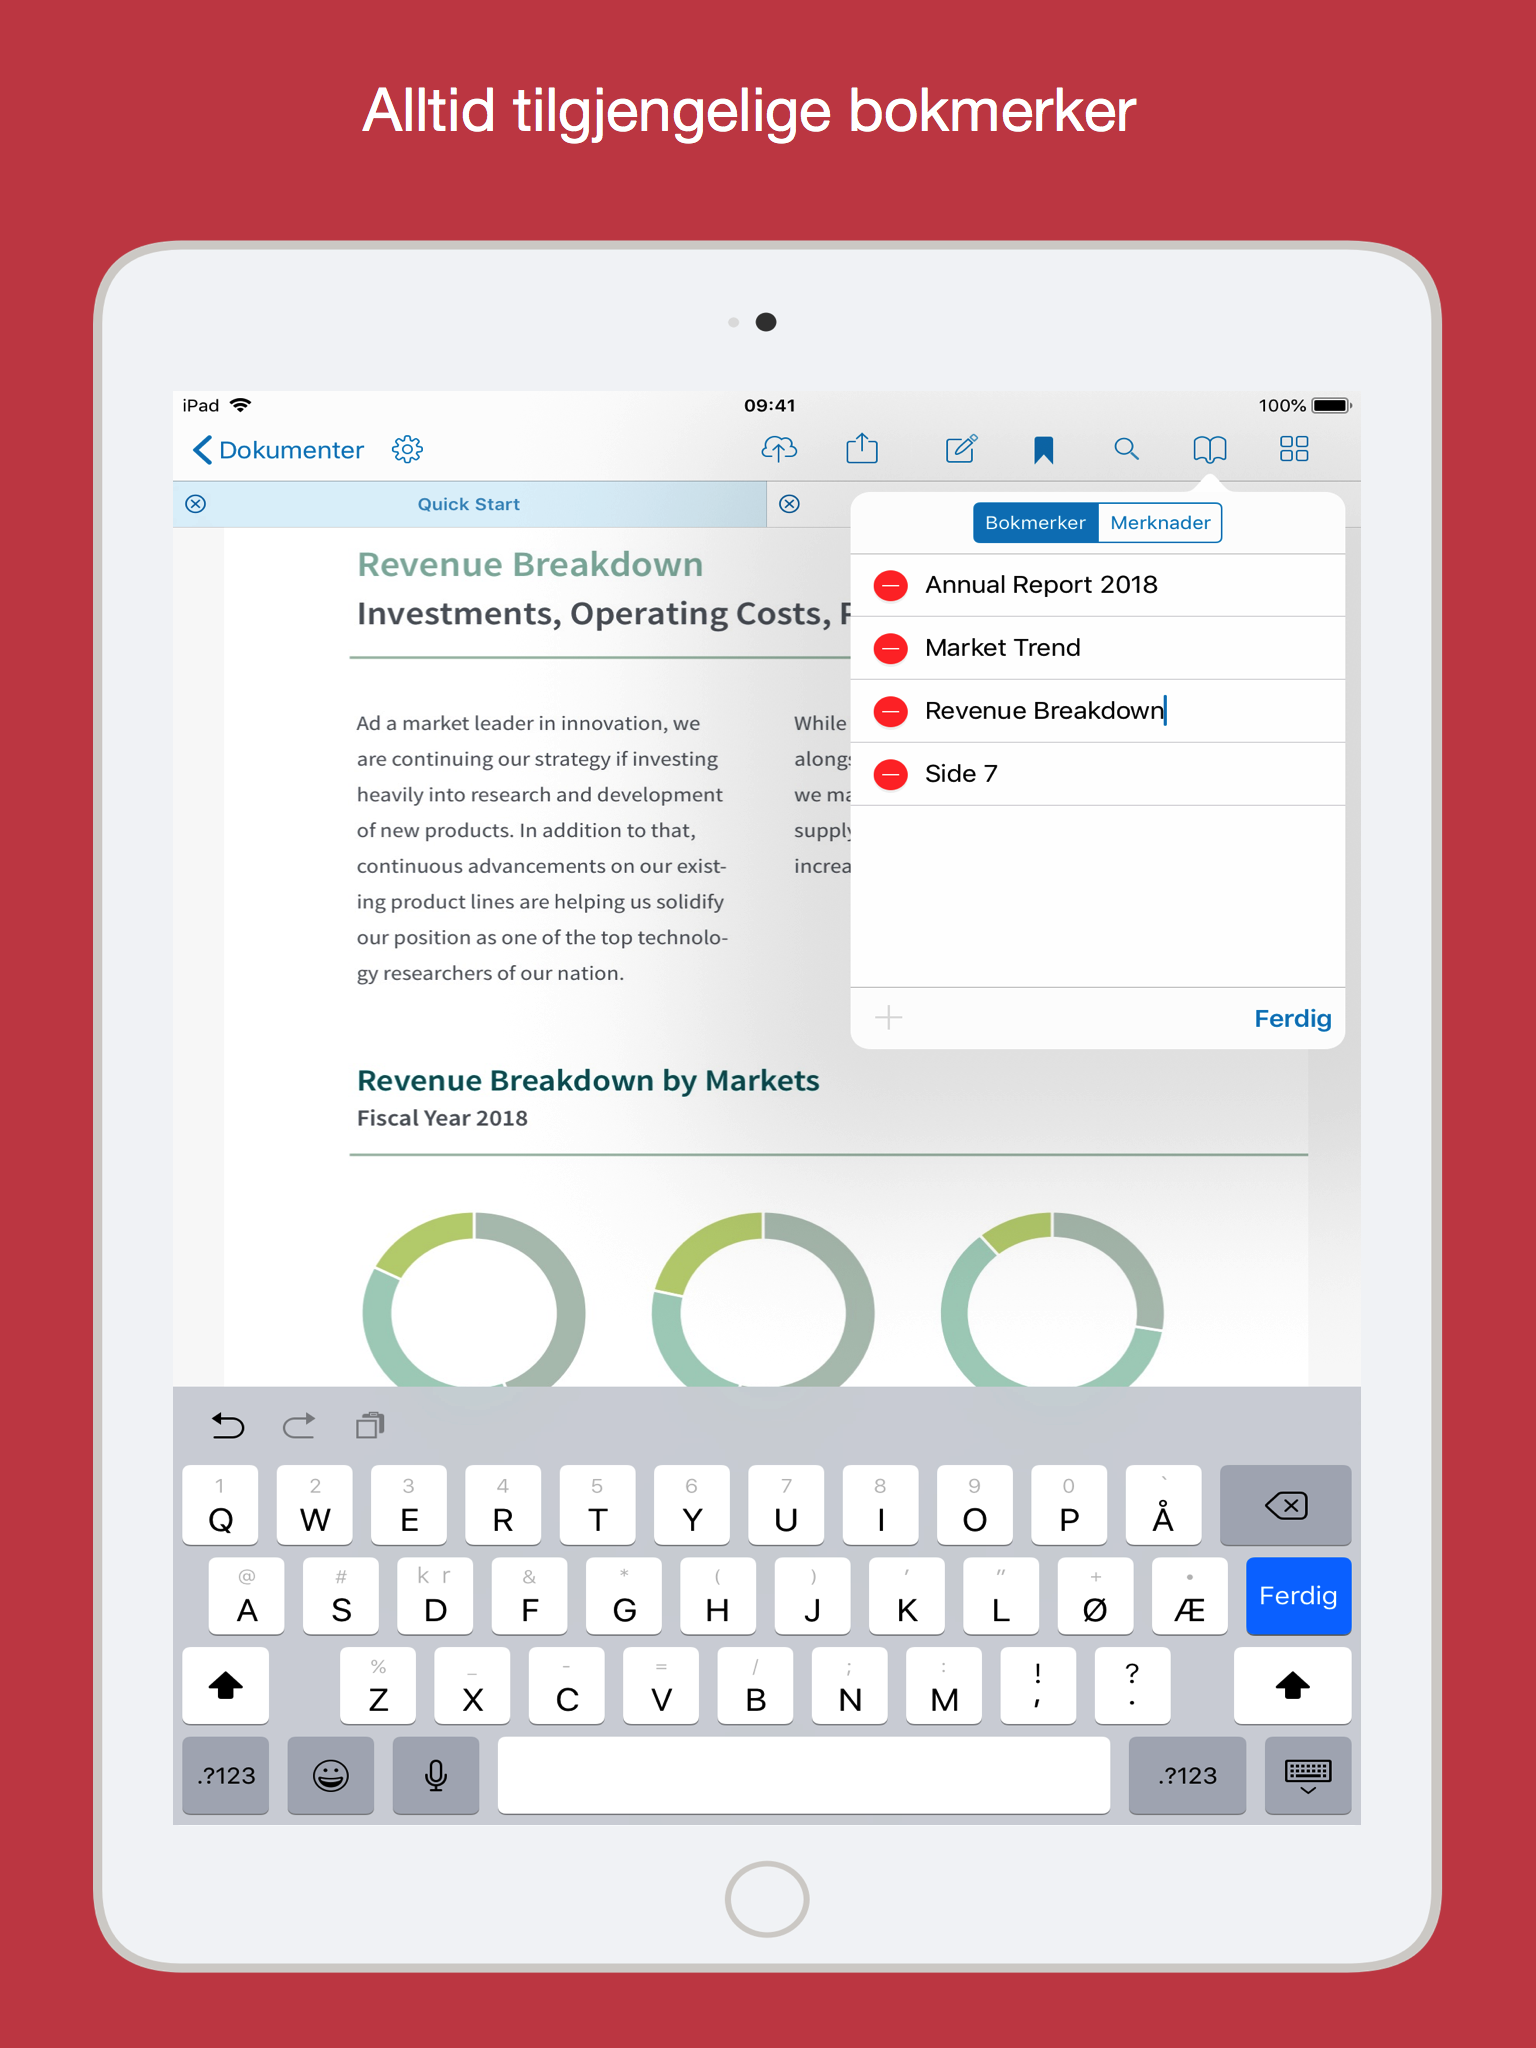 Alltid tilgjengelige bokmerker
iPad 09:41 100%
Dokumenter
Quick Start
Bokmerker Merknader
Annual Report 2018
Market Trend
Revenue Breakdown
Side 7
Ferdig
Revenue Breakdown
Investments, Operating Costs,
Ad a market leader in innovation, we
are continuing our strategy if investing
heavily into research and development
of new products. In addition to that,
continuous advancements on our exist-
ing product lines are helping us solidify
our position as one of the top technolo-
gy researchers of our nation.
While
along
we ma
supply
increa
Revenue Breakdown by Markets
Fiscal Year 2018
1 2 3 4 5 6 7 8 9 0 `
Q W E R T Y U I O P Å
@ # k r & * ( ) ' " + •
A S D F G H J K L Ø Æ Ferdig
% _ - = / ; : ! ?
Z X C V B N M , .
.?123 .?123